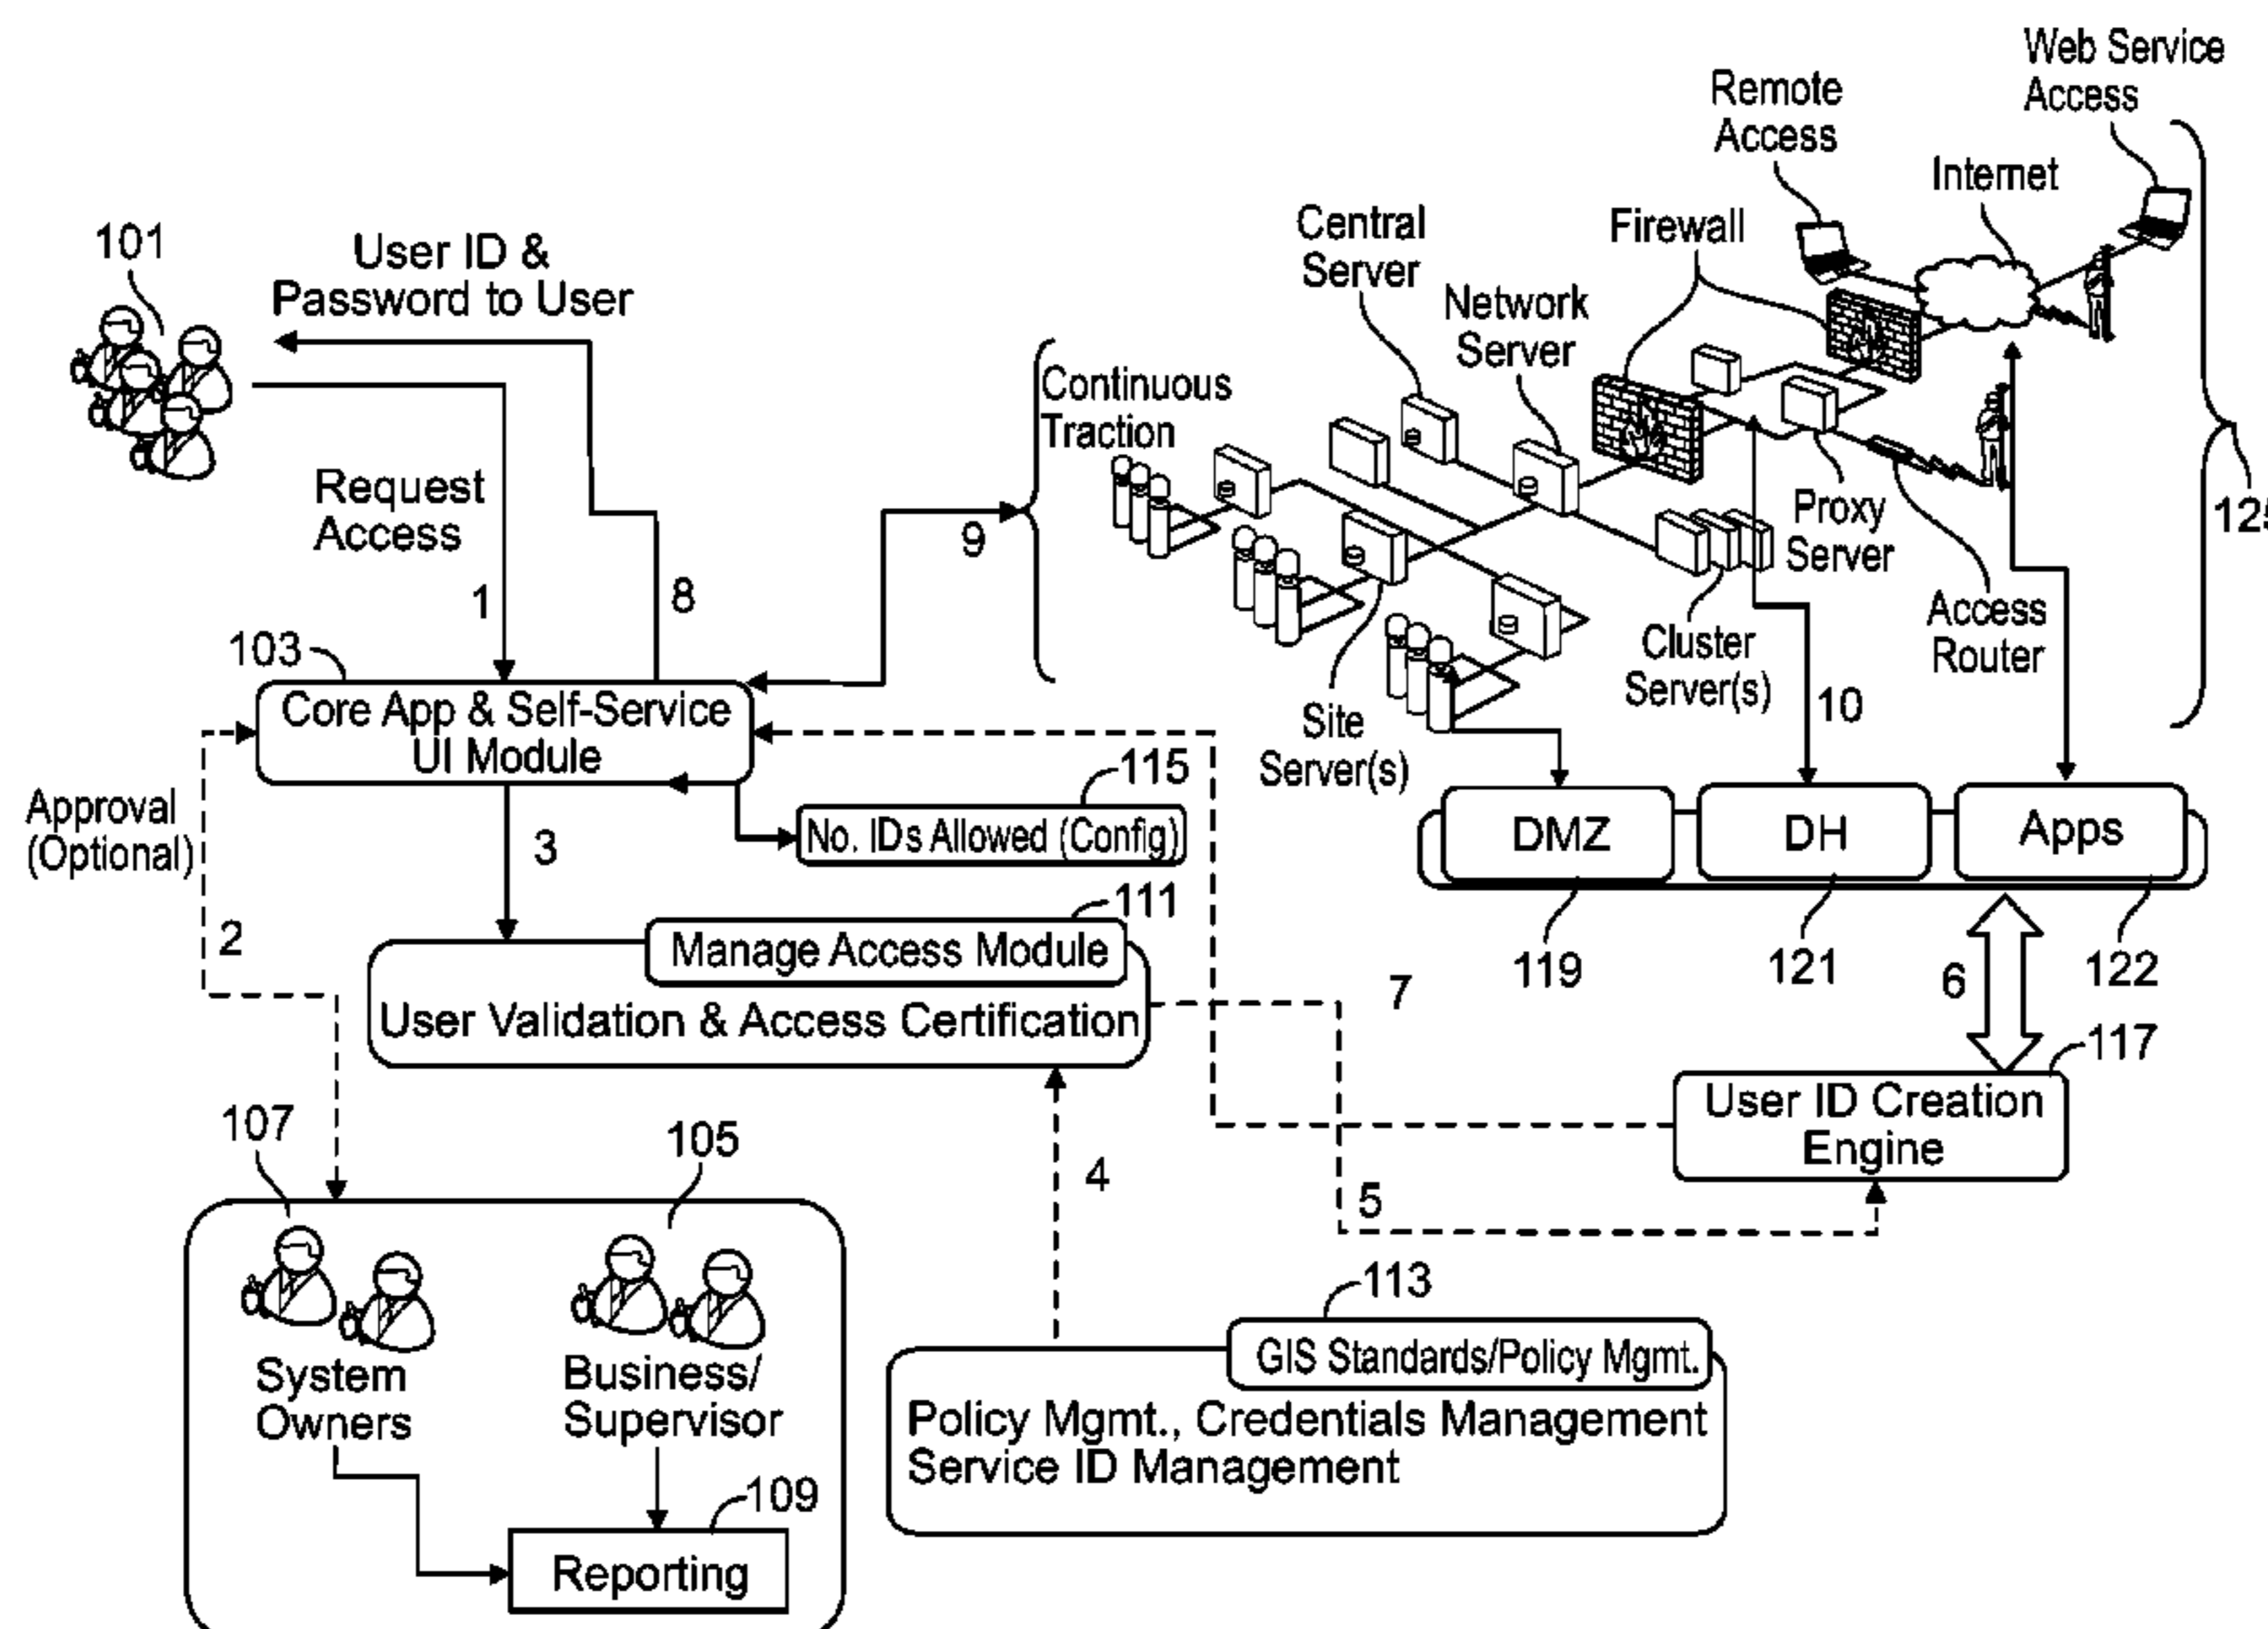 Web Service
Access
Remote
Access
Internet
Central
Server
Firewall
101
User ID &
Password to User
Network
Server
Continuous
Traction
Request
Access
9
Proxy
Server
125
1
8
Access
Router
103
Cluster
Server(s)
Core App & Self-Service
UI Module
10
Site
Server(s)
115
Approval
(Optional)
No. IDs Allowed (Config)
DMZ
DH
Apps
3
111
2
Manage Access Module
119
121
122
User Validation & Access Certification
7
6
117
User ID Creation
Engine
107
105
4
5
113
GIS Standards/Policy Mgmt.
System
Owners
Business/
Supervisor
Policy Mgmt., Credentials Management
Service ID Management
109
Reporting